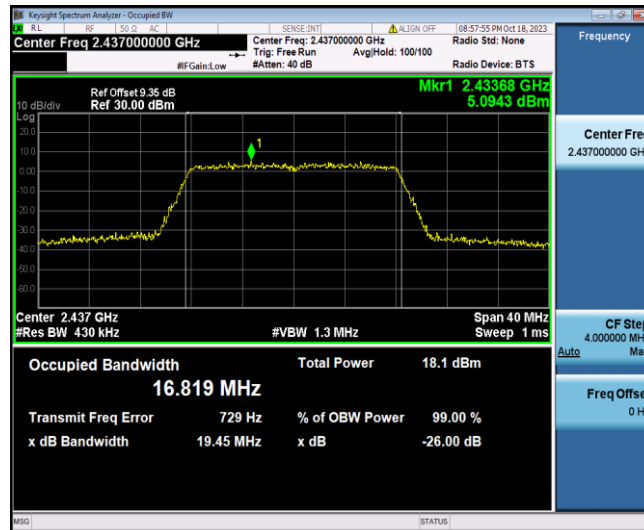 Keysight Spectrum Analyzer - Occupied BW
RL RF 50 Ω AC SENSE:INT ALIGN OFF 08:57:55 PM Oct 18, 2023
Center Freq 2.437000000 GHz
Center Freq: 2.437000000 GHz
Radio Std: None
Trig: Free Run Avg|Hold: 100/100
#IFGain:Low #Atten: 40 dB Radio Device: BTS
Frequency
Ref Offset 9.35 dB
Mkr1 2.43368 GHz
10 dB/div Ref 30.00 dBm
5.0943 dBm
Log
20.0
1
10.0
0.00
-10.0
-20.0
-30.0
-40.0
-50.0
-60.0
Center 2.437 GHz Span 40 MHz
#Res BW 430 kHz #VBW 1.3 MHz Sweep 1 ms
Center Fre
2.437000000 GH
CF Step
4.000000 MH
Auto Ma
Freq Offse
0 H
Occupied Bandwidth Total Power 18.1 dBm
16.819 MHz
Transmit Freq Error 729 Hz % of OBW Power 99.00 %
x dB Bandwidth 19.45 MHz x dB -26.00 dB
MSG STATUS